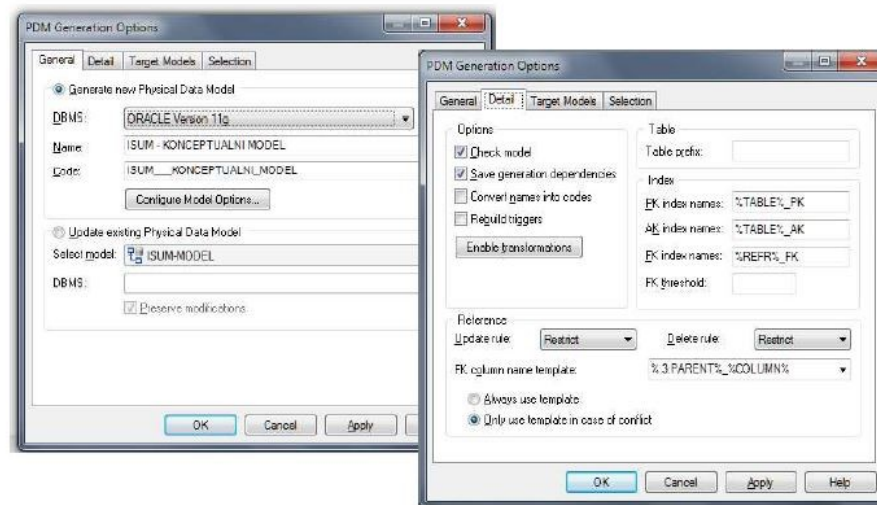 PDM Generation Options
General Detail Target Models Selection
Generate new Physical Data Model
DBMS: ORACLE Version 11g
Name: ISUM - KONCEPTUALNI MODEL
Code: ISUM___KONCEPTUALNI_MODEL
Configure Model Options...
Update existing Physical Data Model
Select model: ISUM-MODEL
DBMS:
Preserve modifications
OK Cancel Apply
PDM Generation Options
General Detail Target Models Selection
Options
Check model
Save generation dependencies
Convert names into codes
Rebuild triggers
Enable transformations
Table
Table prefix:
Index
PK index names: %TABLE%_PK
AK index names: %TABLE%_AK
FK index names: %REFR%_FK
FK threshold:
Reference
Update rule: Restrict Delete rule: Restrict
FK column name template: %.3:PARENT%_%COLUMN%
Always use template
Only use template in case of conflict
OK Cancel Apply Help